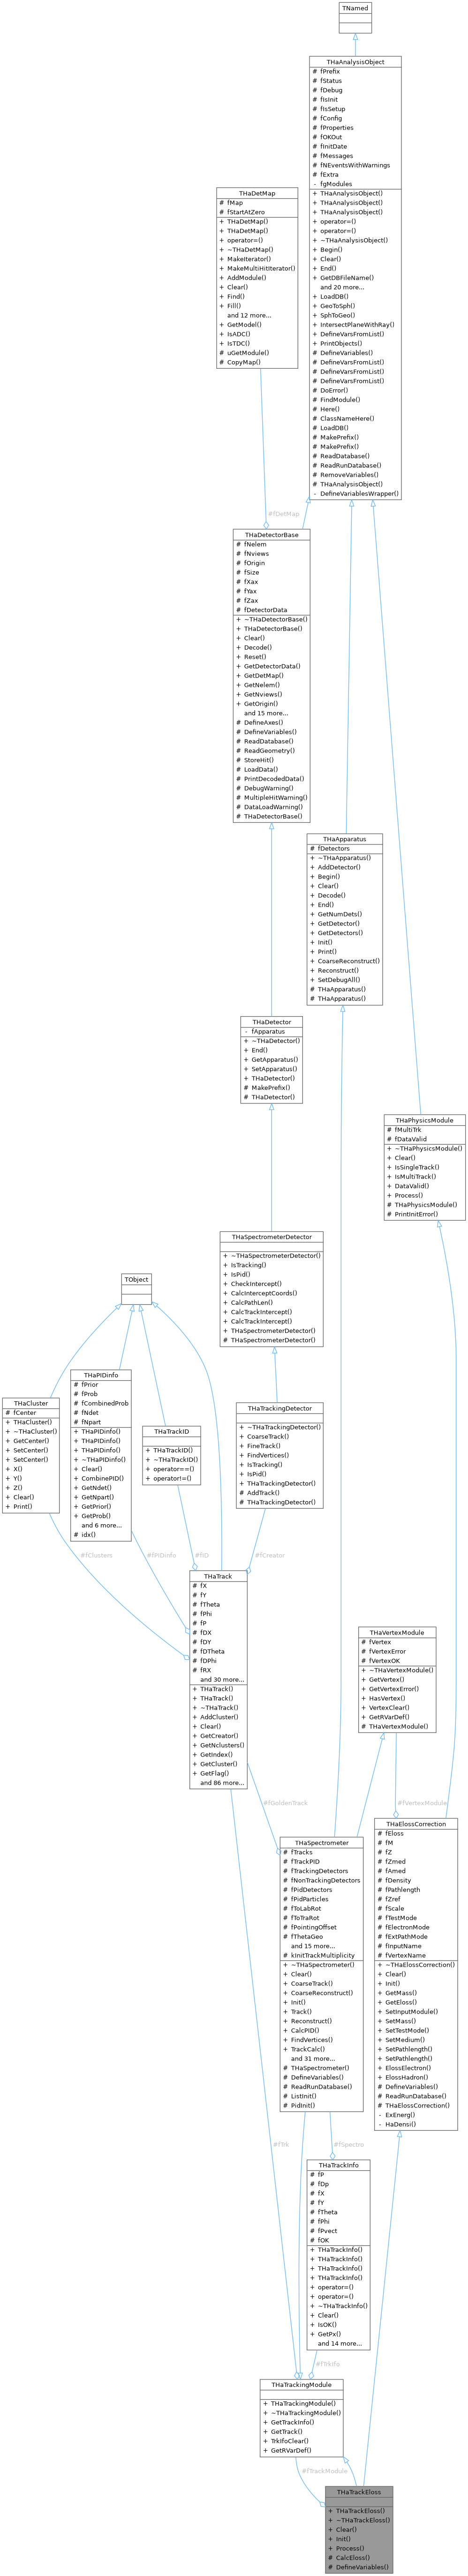 TNamed
THaAnalysisObject
# fPrefix
# fStatus
# fDebug
# fIsInit
# fIsSetup
# fConfig
# fProperties
# fOKOut
# fInitDate
# fMessages
# fNEventsWithWarnings
# fExtra
- fgModules
+ THaAnalysisObject()
+ THaAnalysisObject()
+ THaAnalysisObject()
+ operator=()
+ operator=()
+ ~THaAnalysisObject()
+ Begin()
+ Clear()
+ End()
+ GetDBFileName()
and 20 more...
+ LoadDB()
+ GeoToSph()
+ SphToGeo()
+ IntersectPlaneWithRay()
+ DefineVarsFromList()
+ PrintObjects()
# DefineVariables()
# DefineVarsFromList()
# DefineVarsFromList()
# DefineVarsFromList()
# DoError()
# FindModule()
# Here()
# ClassNameHere()
# LoadDB()
# MakePrefix()
# MakePrefix()
# ReadDatabase()
# ReadRunDatabase()
# RemoveVariables()
# THaAnalysisObject()
- DefineVariablesWrapper()
THaDetMap
# fMap
# fStartAtZero
+ THaDetMap()
+ THaDetMap()
+ operator=()
+ ~THaDetMap()
+ MakeIterator()
+ MakeMultiHitIterator()
+ AddModule()
+ Clear()
+ Find()
+ Fill()
and 12 more...
+ GetModel()
+ IsADC()
+ IsTDC()
# uGetModule()
# CopyMap()
#fDetMap
THaDetectorBase
# fNelem
# fNviews
# fOrigin
# fSize
# fXax
# fYax
# fZax
# fDetectorData
+ ~THaDetectorBase()
+ THaDetectorBase()
+ Clear()
+ Decode()
+ Reset()
+ GetDetectorData()
+ GetDetMap()
+ GetNelem()
+ GetNviews()
+ GetOrigin()
and 15 more...
# DefineAxes()
# DefineVariables()
# ReadDatabase()
# ReadGeometry()
# StoreHit()
# LoadData()
# PrintDecodedData()
# DebugWarning()
# MultipleHitWarning()
# DataLoadWarning()
# THaDetectorBase()
THaApparatus
# fDetectors
+ ~THaApparatus()
+ AddDetector()
+ Begin()
+ Clear()
+ Decode()
+ End()
+ GetNumDets()
+ GetDetector()
+ GetDetectors()
+ Init()
+ Print()
+ CoarseReconstruct()
+ Reconstruct()
+ SetDebugAll()
# THaApparatus()
# THaApparatus()
THaDetector
- fApparatus
+ ~THaDetector()
+ End()
+ GetApparatus()
+ SetApparatus()
+ THaDetector()
# MakePrefix()
# THaDetector()
THaPhysicsModule
# fMultiTrk
# fDataValid
+ ~THaPhysicsModule()
+ Clear()
+ IsSingleTrack()
+ IsMultiTrack()
+ DataValid()
+ Process()
# THaPhysicsModule()
# PrintInitError()
THaSpectrometerDetector
+ ~THaSpectrometerDetector()
+ IsTracking()
+ IsPid()
+ CheckIntercept()
+ CalcInterceptCoords()
+ CalcPathLen()
+ CalcTrackIntercept()
+ CalcTrackIntercept()
+ THaSpectrometerDetector()
# THaSpectrometerDetector()
TObject
THaCluster
# fCenter
+ THaCluster()
+ ~THaCluster()
+ GetCenter()
+ SetCenter()
+ SetCenter()
+ X()
+ Y()
+ Z()
+ Clear()
+ Print()
THaPIDinfo
# fPrior
# fProb
# fCombinedProb
# fNdet
# fNpart
+ THaPIDinfo()
+ THaPIDinfo()
+ THaPIDinfo()
+ ~THaPIDinfo()
+ Clear()
+ CombinePID()
+ GetNdet()
+ GetNpart()
+ GetPrior()
+ GetProb()
and 6 more...
# idx()
THaTrackID
+ THaTrackID()
+ ~THaTrackID()
+ operator==()
+ operator!=()
THaTrackingDetector
+ ~THaTrackingDetector()
+ CoarseTrack()
+ FineTrack()
+ FindVertices()
+ IsTracking()
+ IsPid()
+ THaTrackingDetector()
# AddTrack()
# THaTrackingDetector()
#fClusters
#fPIDinfo
#fID
#fCreator
THaTrack
# fX
# fY
# fTheta
# fPhi
# fP
# fDX
# fDY
# fDTheta
# fDPhi
# fRX
and 30 more...
+ THaTrack()
+ THaTrack()
+ ~THaTrack()
+ AddCluster()
+ Clear()
+ GetCreator()
+ GetNclusters()
+ GetIndex()
+ GetCluster()
+ GetFlag()
and 86 more...
THaVertexModule
# fVertex
# fVertexError
# fVertexOK
+ ~THaVertexModule()
+ GetVertex()
+ GetVertexError()
+ HasVertex()
+ VertexClear()
+ GetRVarDef()
# THaVertexModule()
#fGoldenTrack
#fVertexModule
THaSpectrometer
# fTracks
# fTrackPID
# fTrackingDetectors
# fNonTrackingDetectors
# fPidDetectors
# fPidParticles
# fToLabRot
# fToTraRot
# fPointingOffset
# fThetaGeo
and 15 more...
# kInitTrackMultiplicity
+ ~THaSpectrometer()
+ Clear()
+ CoarseTrack()
+ CoarseReconstruct()
+ Init()
+ Track()
+ Reconstruct()
+ CalcPID()
+ FindVertices()
+ TrackCalc()
and 31 more...
# THaSpectrometer()
# DefineVariables()
# ReadRunDatabase()
# ListInit()
# PidInit()
THaElossCorrection
# fEloss
# fM
# fZ
# fZmed
# fAmed
# fDensity
# fPathlength
# fZref
# fScale
# fTestMode
# fElectronMode
# fExtPathMode
# fInputName
# fVertexName
+ ~THaElossCorrection()
+ Clear()
+ Init()
+ GetMass()
+ GetEloss()
+ SetInputModule()
+ SetMass()
+ SetTestMode()
+ SetMedium()
+ SetPathlength()
+ SetPathlength()
+ ElossElectron()
+ ElossHadron()
# DefineVariables()
# ReadRunDatabase()
# THaElossCorrection()
- ExEnerg()
- HaDensi()
#fTrk
#fSpectro
THaTrackInfo
# fP
# fDp
# fX
# fY
# fTheta
# fPhi
# fPvect
# fOK
+ THaTrackInfo()
+ THaTrackInfo()
+ THaTrackInfo()
+ THaTrackInfo()
+ operator=()
+ operator=()
+ ~THaTrackInfo()
+ Clear()
+ IsOK()
+ GetPx()
and 14 more...
#fTrkIfo
THaTrackingModule
+ THaTrackingModule()
+ ~THaTrackingModule()
+ GetTrackInfo()
+ GetTrack()
+ TrkIfoClear()
+ GetRVarDef()
#fTrackModule
THaTrackEloss
+ THaTrackEloss()
+ ~THaTrackEloss()
+ Clear()
+ Init()
+ Process()
# CalcEloss()
# DefineVariables()